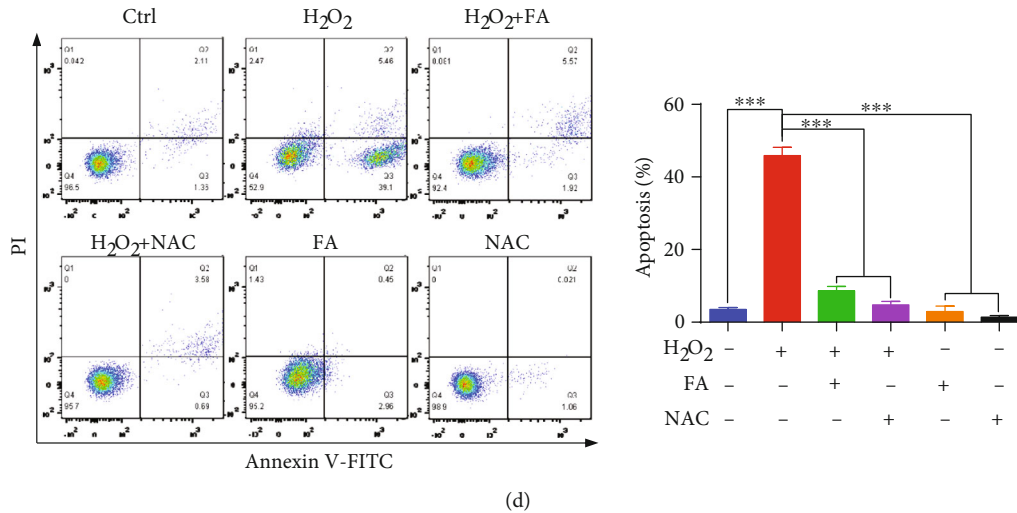 Ctrl H₂O₂ H₂O₂+FA
Q1 Q2 Q1 Q2 Q1 Q2
0.042 2.11 2.47 5.46 0.0E1 5.57
Q4 Q3 Q4 Q3 Q4 Q3
96.5 1.35 52.9 39.1 92.4 1.92
H₂O₂+NAC FA NAC
Q1 Q2 Q1 Q2 Q1 Q2
0 3.58 1.43 0.45 0 0.021
Q4 Q3 Q4 Q3 Q4 Q3
95.7 0.69 95.2 2.96 98.9 1.06
PI
Annexin V-FITC
Apoptosis (%)
60
40
20
0
*** *** ***
H₂O₂ – + + + – –
FA – – + – + –
NAC – – – + – +
(d)